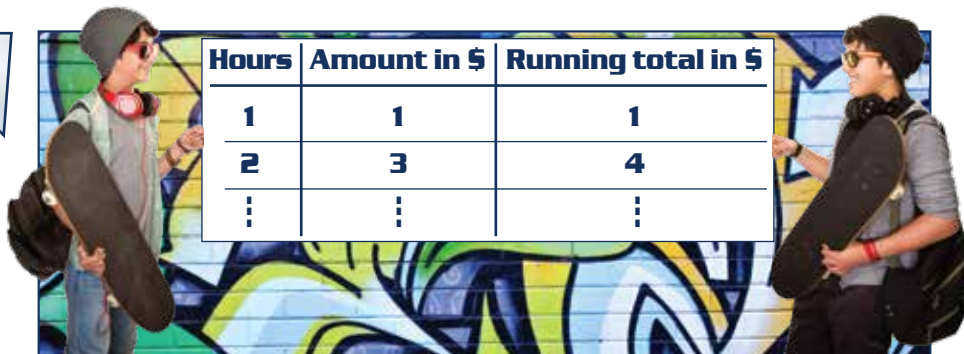 Hours Amount in $ Running total in $
1 1 1
2 3 4
⋮ ⋮ ⋮